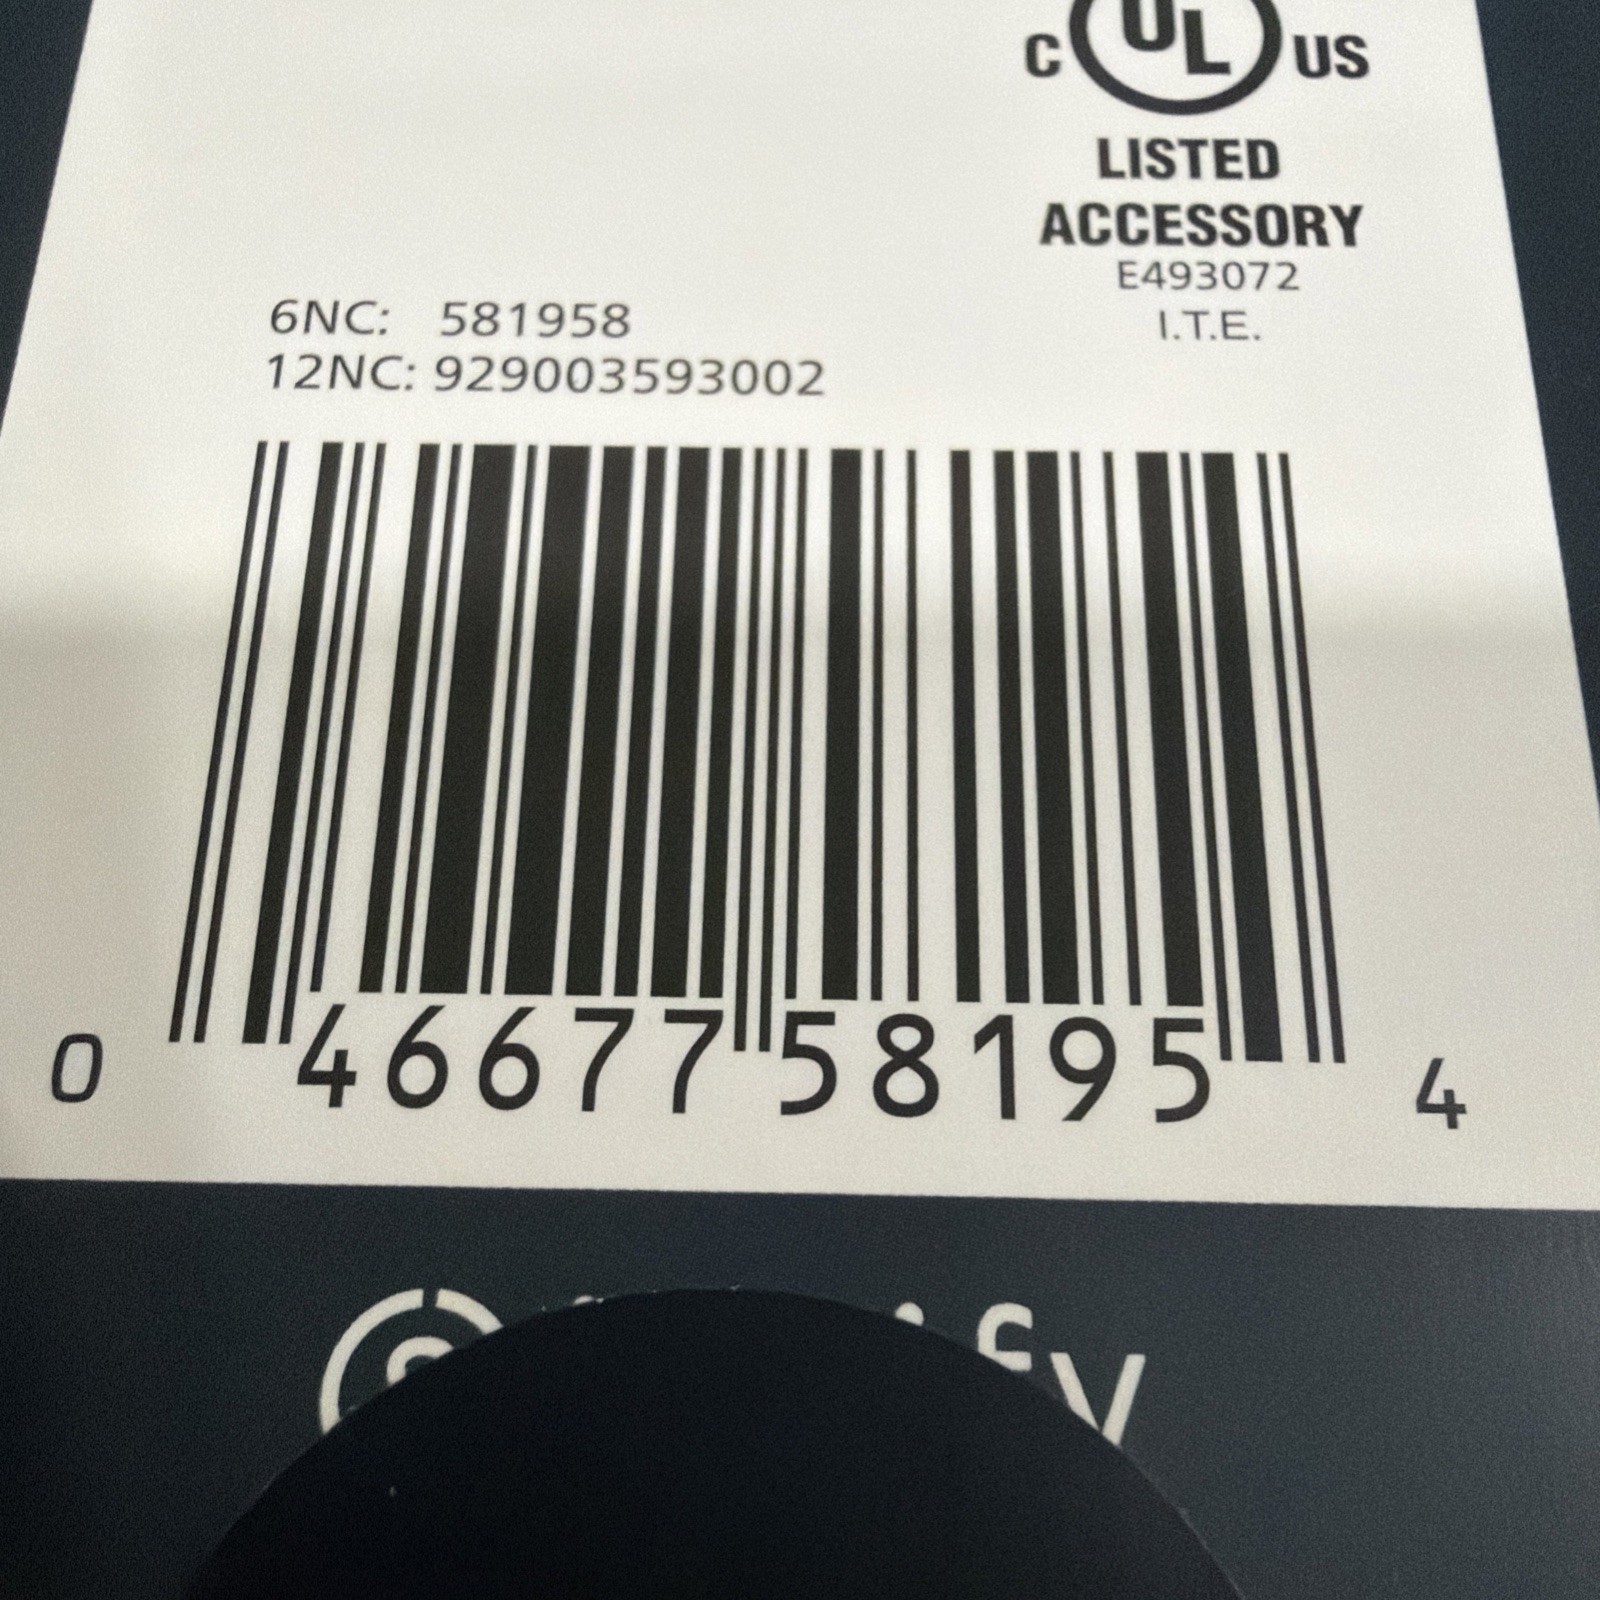 C UL US
LISTED
ACCESSORY
E493072
I.T.E.
6NC: 581958
12NC: 929003593002
0 46677 58195 4